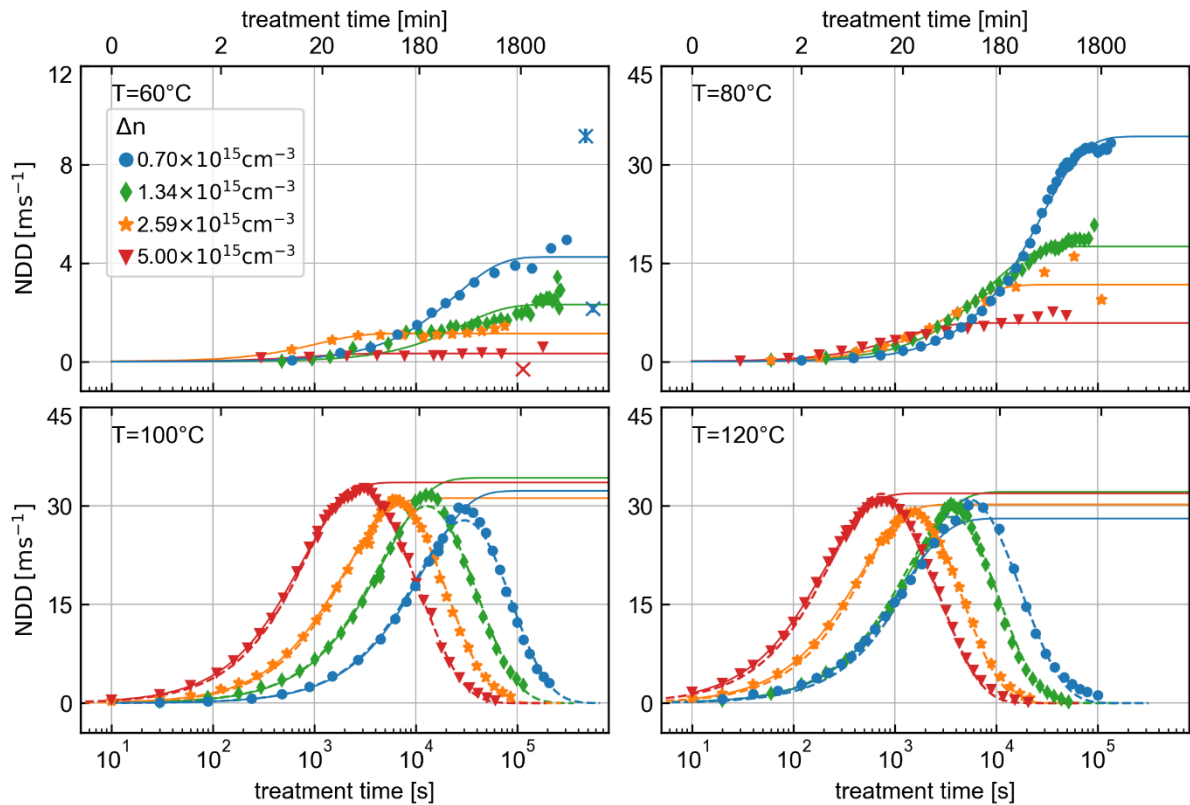 treatment time [min]
0 2 20 180 1800
treatment time [min]
0 2 20 180 1800
NDD [ms⁻¹]
12
8
4
0
T=60°C
Δn
0.70×10¹⁵cm⁻³
1.34×10¹⁵cm⁻³
2.59×10¹⁵cm⁻³
5.00×10¹⁵cm⁻³
45
30
15
0
T=80°C
NDD [ms⁻¹]
45
30
15
0
T=100°C
10¹ 10² 10³ 10⁴ 10⁵
treatment time [s]
45
30
15
0
T=120°C
10¹ 10² 10³ 10⁴ 10⁵
treatment time [s]